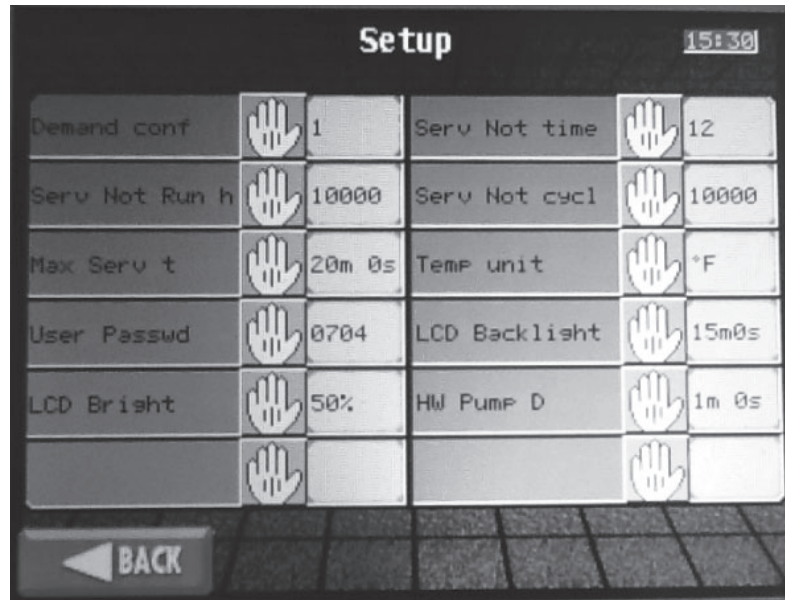 Setup
15:30
Demand conf 1 Serv Not time 12
Serv Not Run h 10000 Serv Not cycl 10000
Max Serv t 20m 0s Temp unit °F
User Passwd 0704 LCD Backlight 15m0s
LCD Bright 50% HW Pump D 1m 0s
BACK